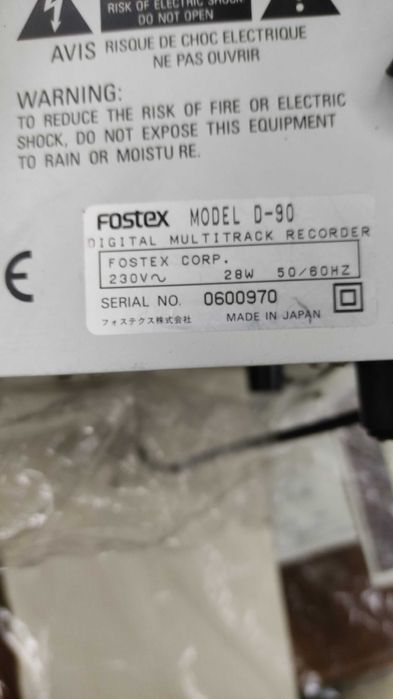 RISK OF ELECTRIC SHOCK
DO NOT OPEN
AVIS RISQUE DE CHOC ELECTRIQUE
NE PAS OUVRIR
WARNING:
TO REDUCE THE RISK OF FIRE OR ELECTRIC
SHOCK, DO NOT EXPOSE THIS EQUIPMENT
TO RAIN OR MOISTU RE.
Fostex MODEL D-90
DIGITAL MULTITRACK RECORDER
FOSTEX CORP.
230V~ 28W 50/60HZ
CE
SERIAL NO. 0600970
フォステクス株式会社 MADE IN JAPAN